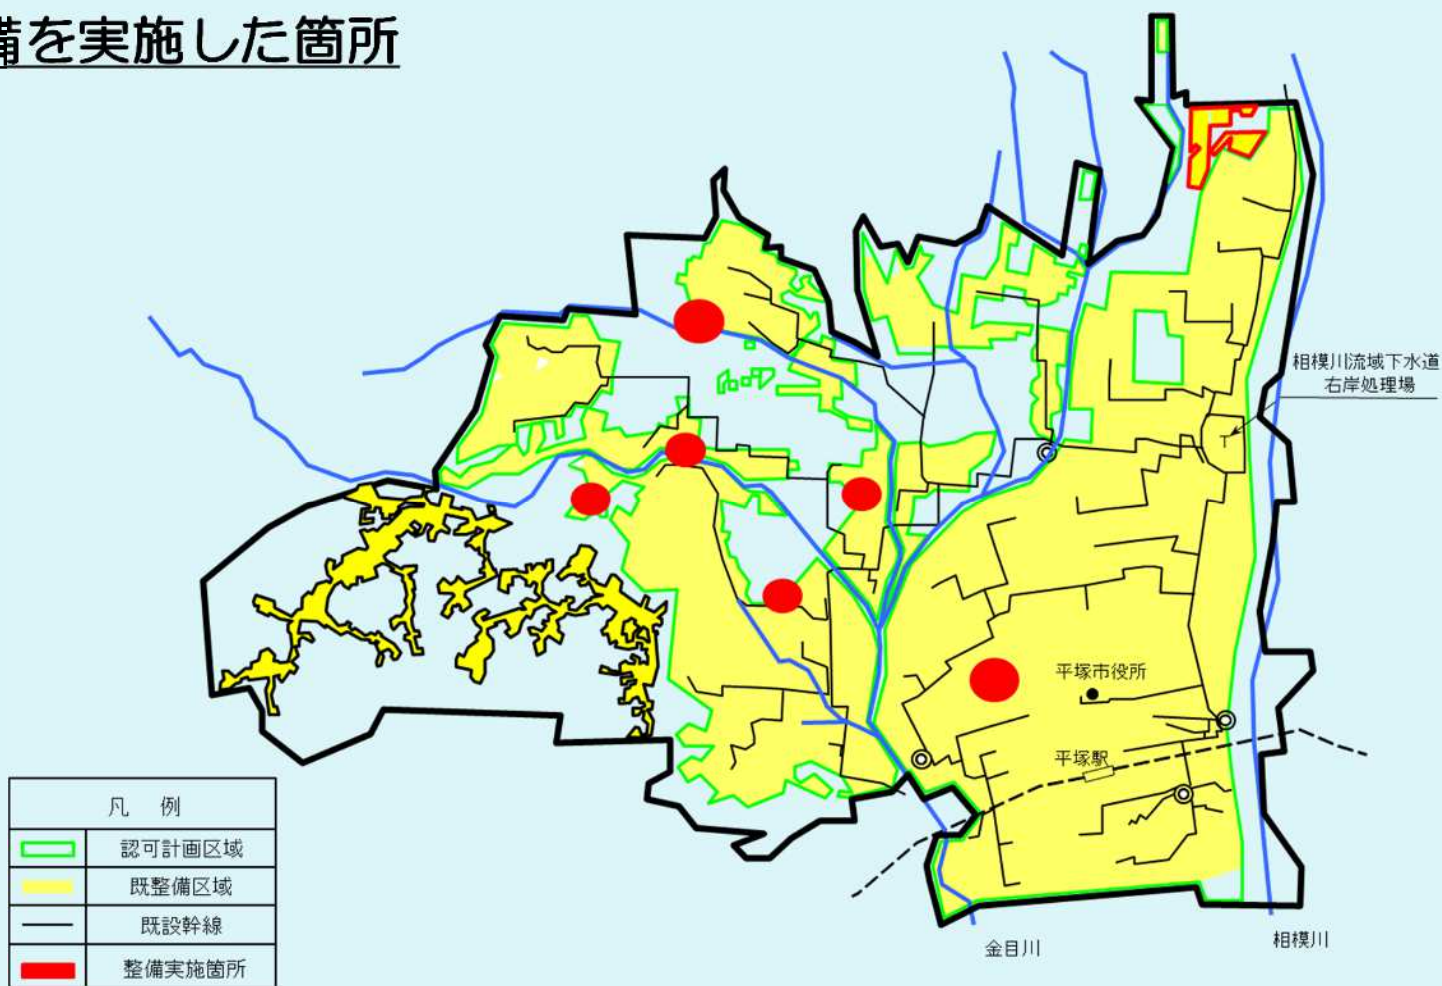 備を実施した箇所
相模川流域下水道
右岸処理場
T
平塚市役所
平塚駅
金目川
相模川
凡 例
認可計画区域
既整備区域
既設幹線
整備実施箇所